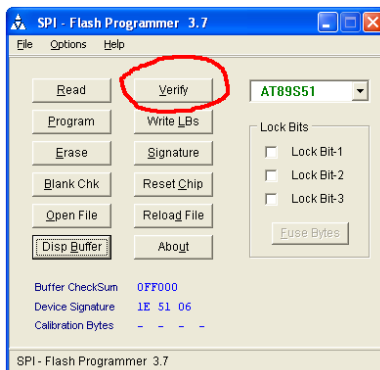 SPI - Flash Programmer 3.7
File Options Help
Read Verify AT89S51
Program Write LBs Lock Bits
Erase Signature Lock Bit-1
Blank Chk Reset Chip Lock Bit-2
Open File Reload File Lock Bit-3
Disp Buffer About Fuse Bytes
Buffer CheckSum 0FF000
Device Signature 1E 51 06
Calibration Bytes - - - -
SPI - Flash Programmer 3.7